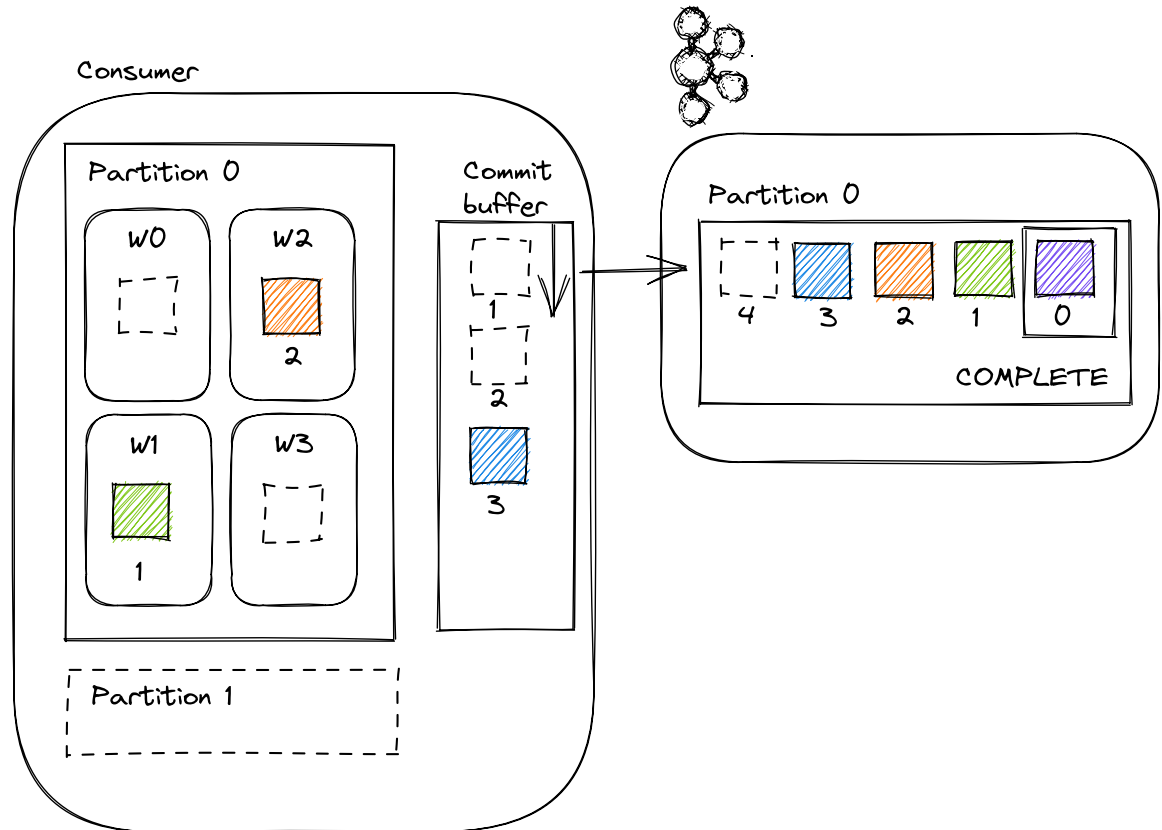 Consumer
Partition 0
W0
W2
2
W1
1
W3
Partition 1
Commit
buffer
1
2
3
Partition 0
4 3 2 1 0
COMPLETE